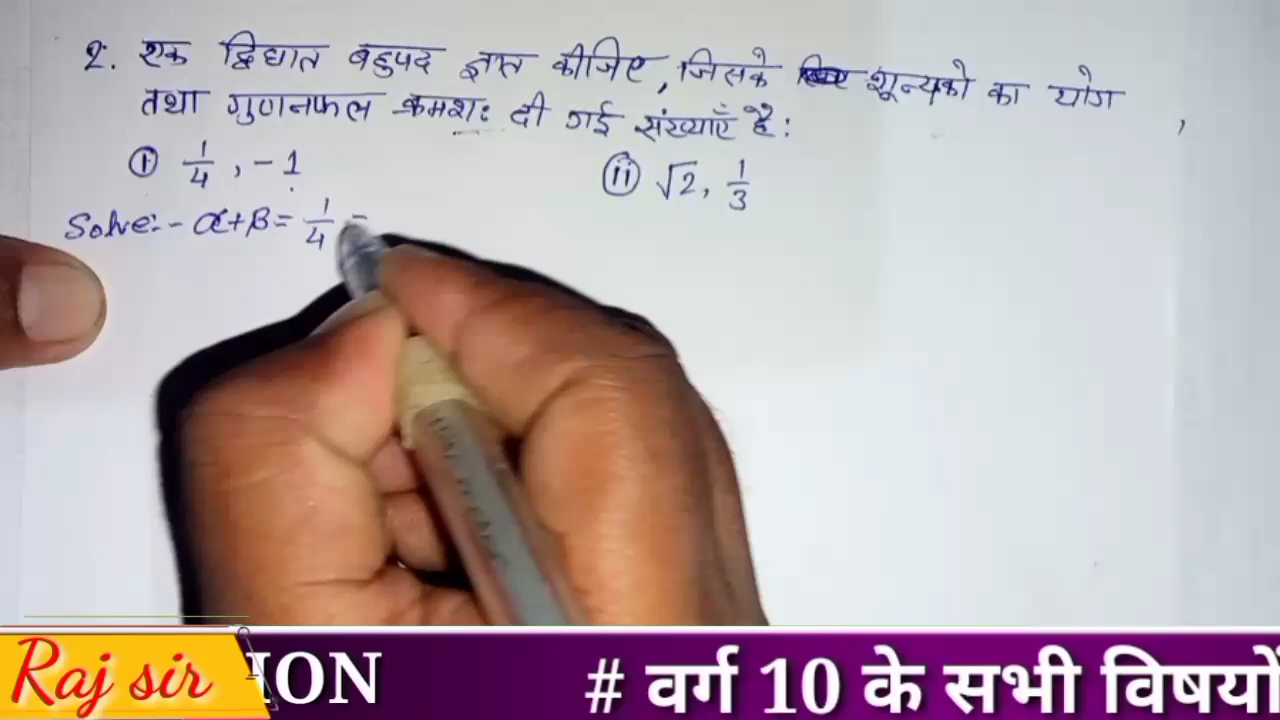 2. एक द्विघात बहुपद ज्ञात कीजिए, जिसके शून्यको का योग
तथा गुणनफल क्रमशः दी गई संख्याएँ है:
① 1/4, -1
ⅱ √2, 1/3
Solve:- α+β = 1/4 =
Raj sir
ION
# वर्ग 10 के सभी विषयों